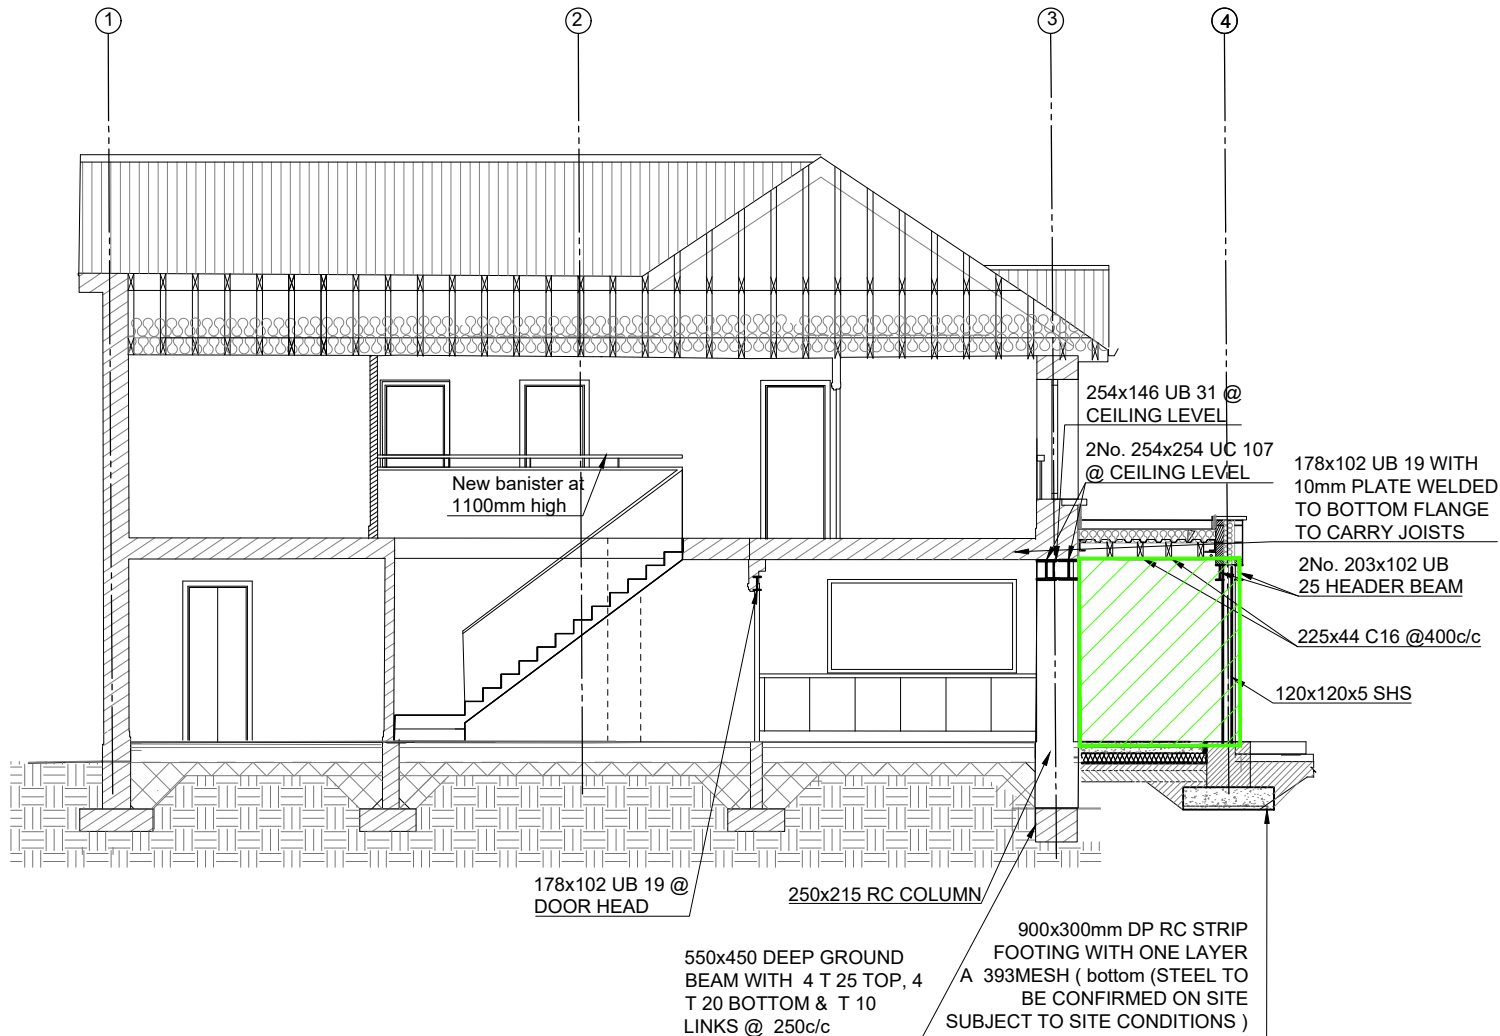 1
2
3
4
254x146 UB 31 @
CEILING LEVEL
2No. 254x254 UC 107
@ CEILING LEVEL
178x102 UB 19 WITH
10mm PLATE WELDED
TO BOTTOM FLANGE
TO CARRY JOISTS
New banister at
1100mm high
2No. 203x102 UB
25 HEADER BEAM
225x44 C16 @400c/c
120x120x5 SHS
178x102 UB 19 @
DOOR HEAD
250x215 RC COLUMN
550x450 DEEP GROUND
BEAM WITH 4 T 25 TOP, 4
T 20 BOTTOM & T 10
LINKS @ 250c/c
900x300mm DP RC STRIP
FOOTING WITH ONE LAYER
A 393MESH ( bottom (STEEL TO
BE CONFIRMED ON SITE
SUBJECT TO SITE CONDITIONS )